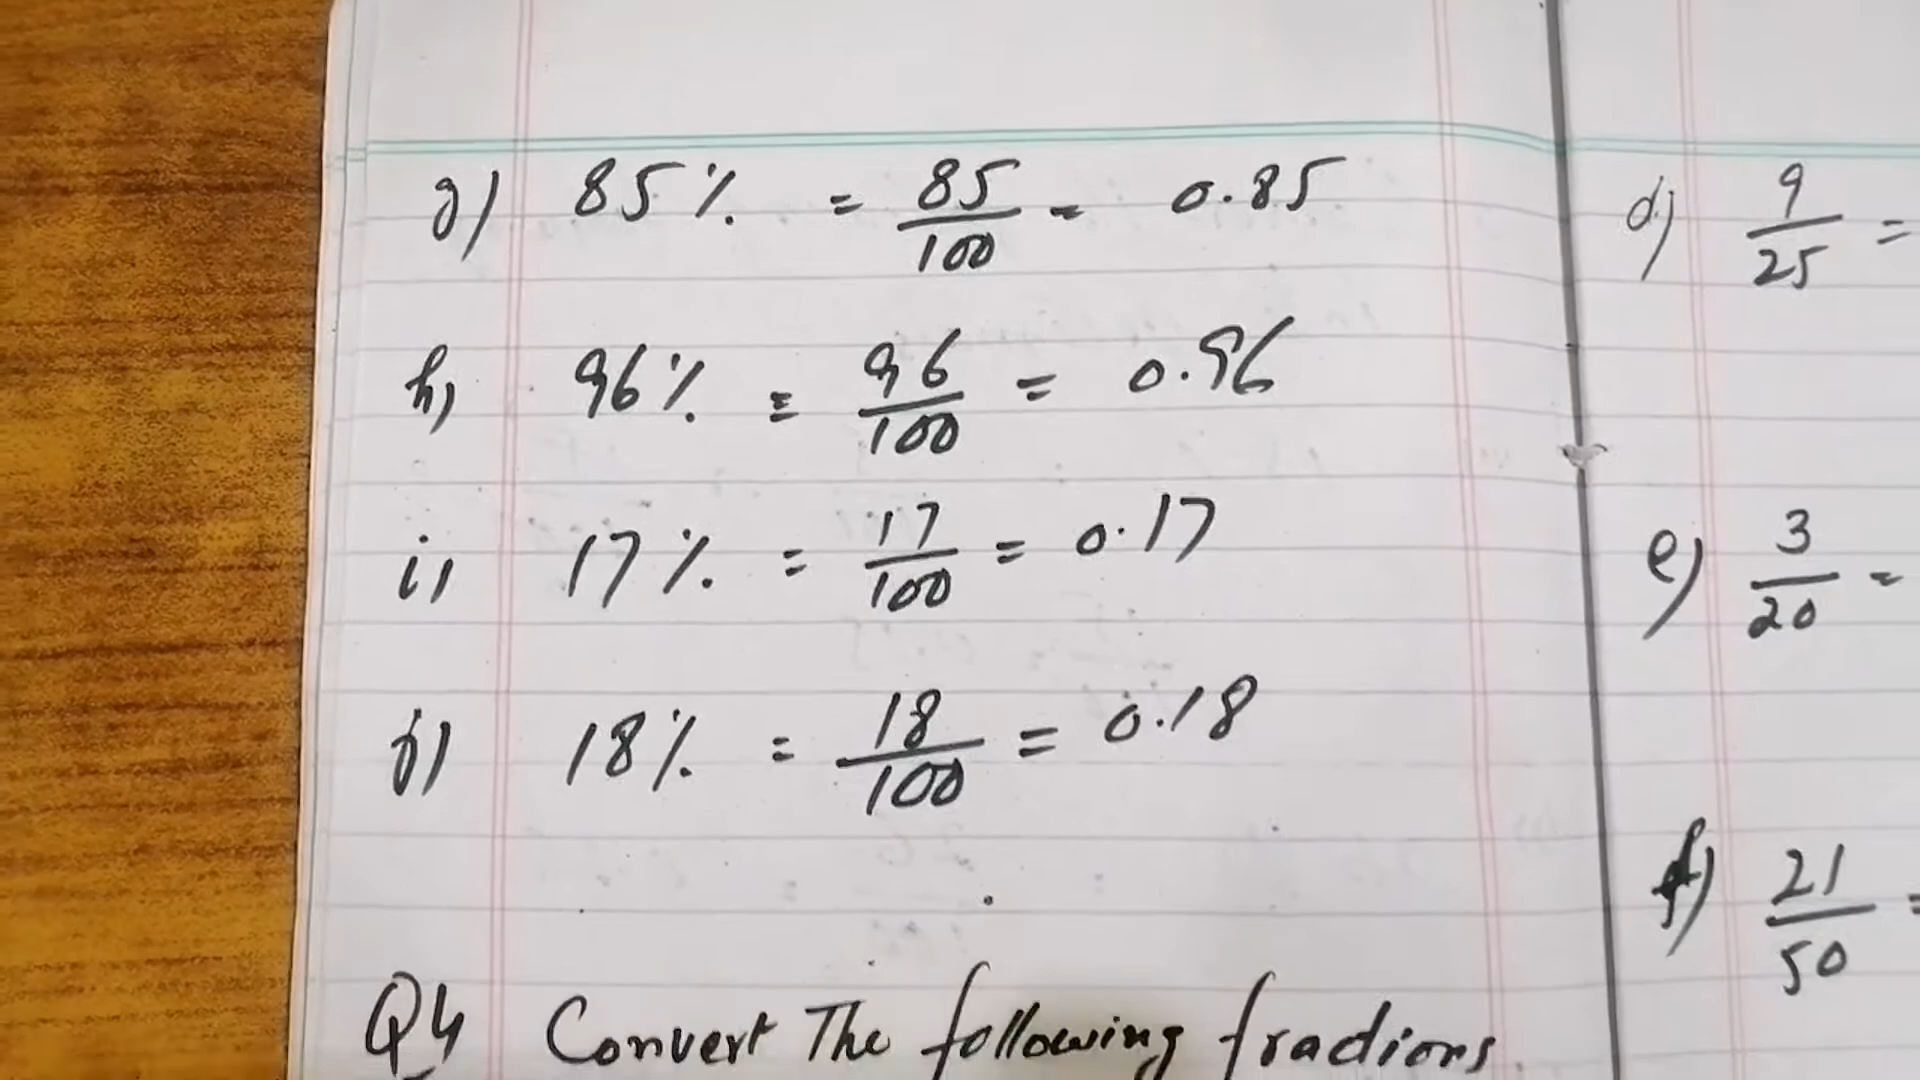 g) 85% = 85/100 = 0.85
h) 96% = 96/100 = 0.96
i) 17% = 17/100 = 0.17
j) 18% = 18/100 = 0.18
Q4 Convert The following fractions
d) 9/25 =
e) 3/20 =
f) 21/50 =